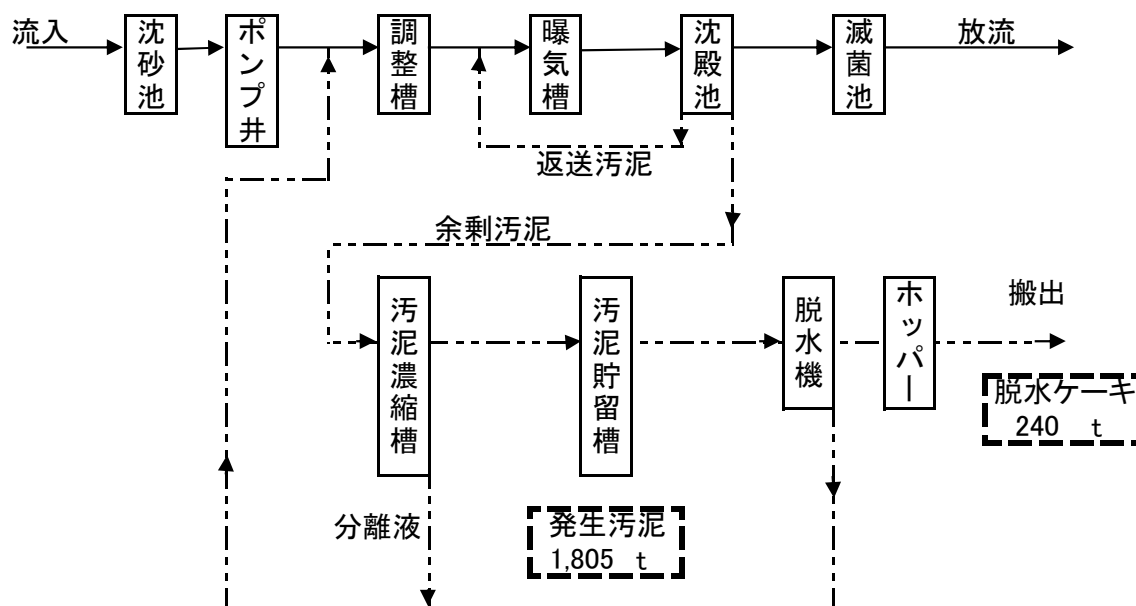 流入
沈砂池
ポンプ井
調整槽
曝気槽
沈殿池
滅菌池
放流
返送汚泥
余剰汚泥
汚泥濃縮槽
汚泥貯留槽
脱水機
ホッパー
搬出
脱水ケーキ
240 t
分離液
発生汚泥
1,805 t